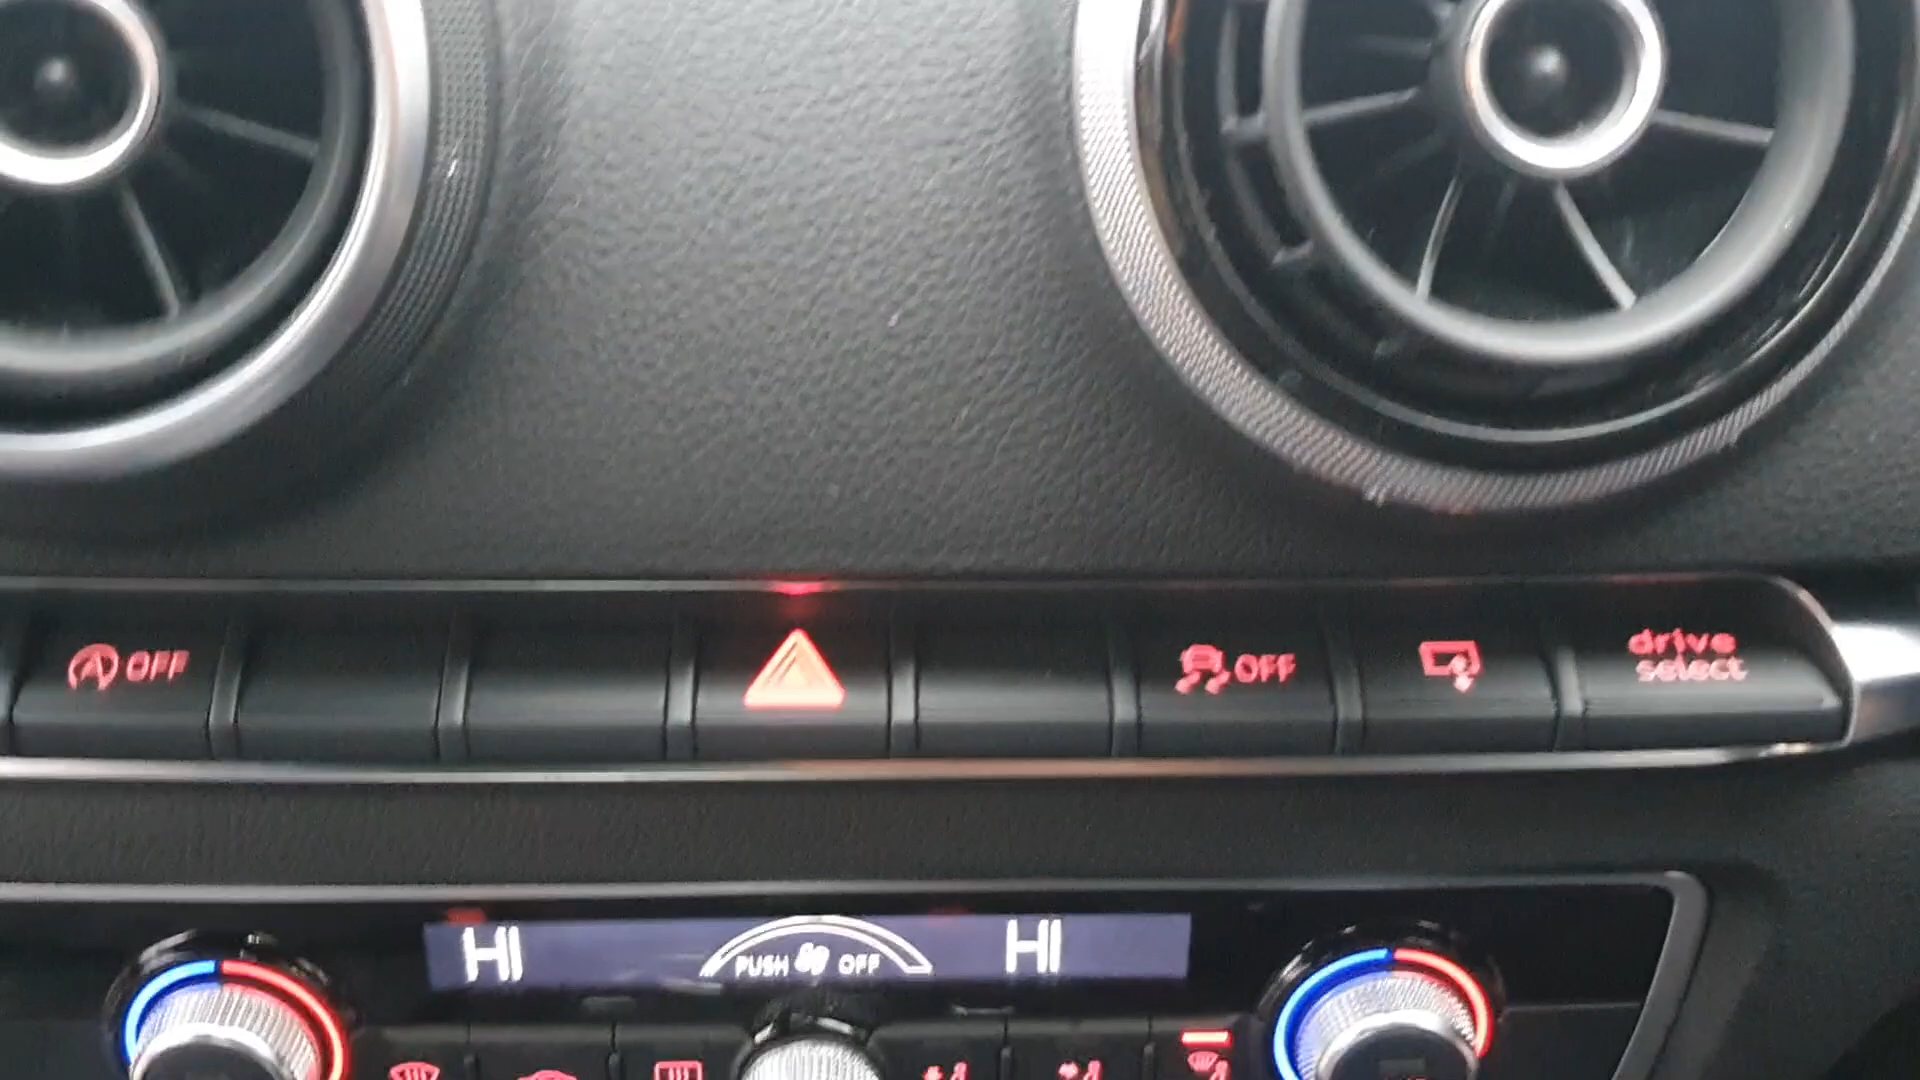 A OFF
OFF
drive
select
HI
PUSH OFF
HI